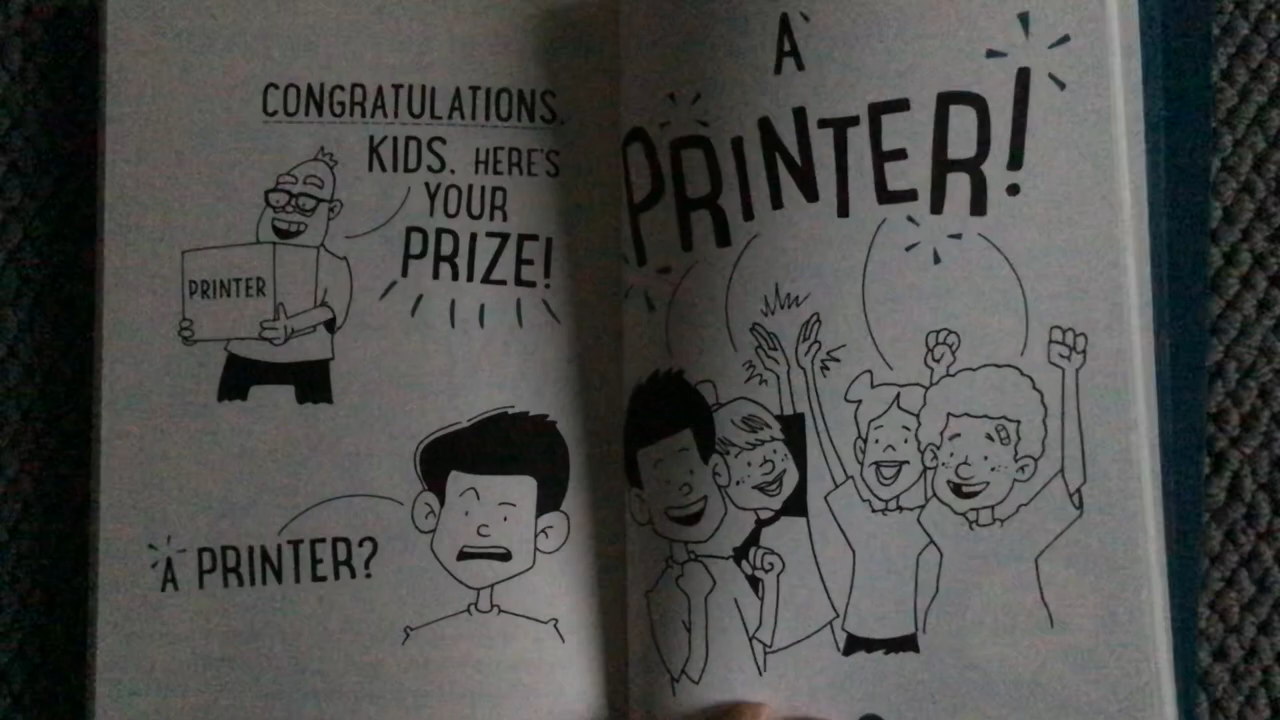 CONGRATULATIONS,
KIDS. HERE'S
YOUR
PRIZE!
PRINTER
A PRINTER?
A
PRINTER!